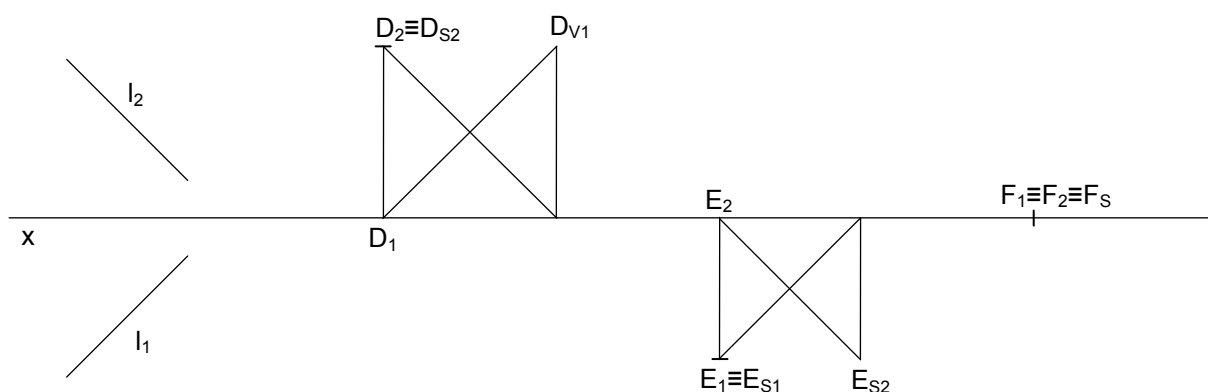 D₂≡D_S2
D_V1
l₂
E₂
F₁≡F₂≡F_S
x
D₁
l₁
E₁≡E_S1
E_S2